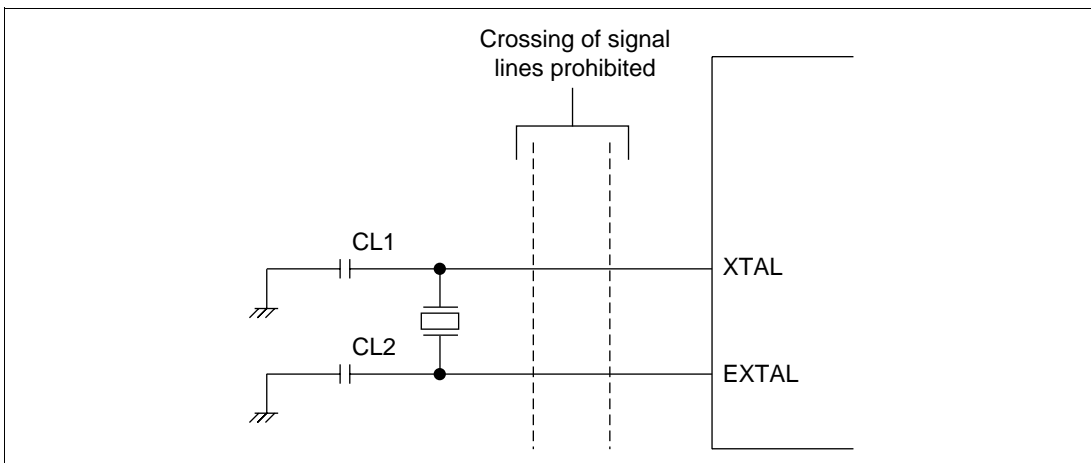 Crossing of signal
lines prohibited
CL1
XTAL
CL2
EXTAL